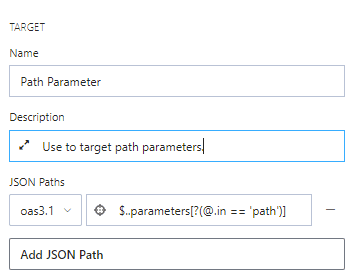 TARGET
Name
Path Parameter
Description
Use to target path parameters.
JSON Paths
oas3.1 $..parameters[?(@.in == 'path')]
Add JSON Path